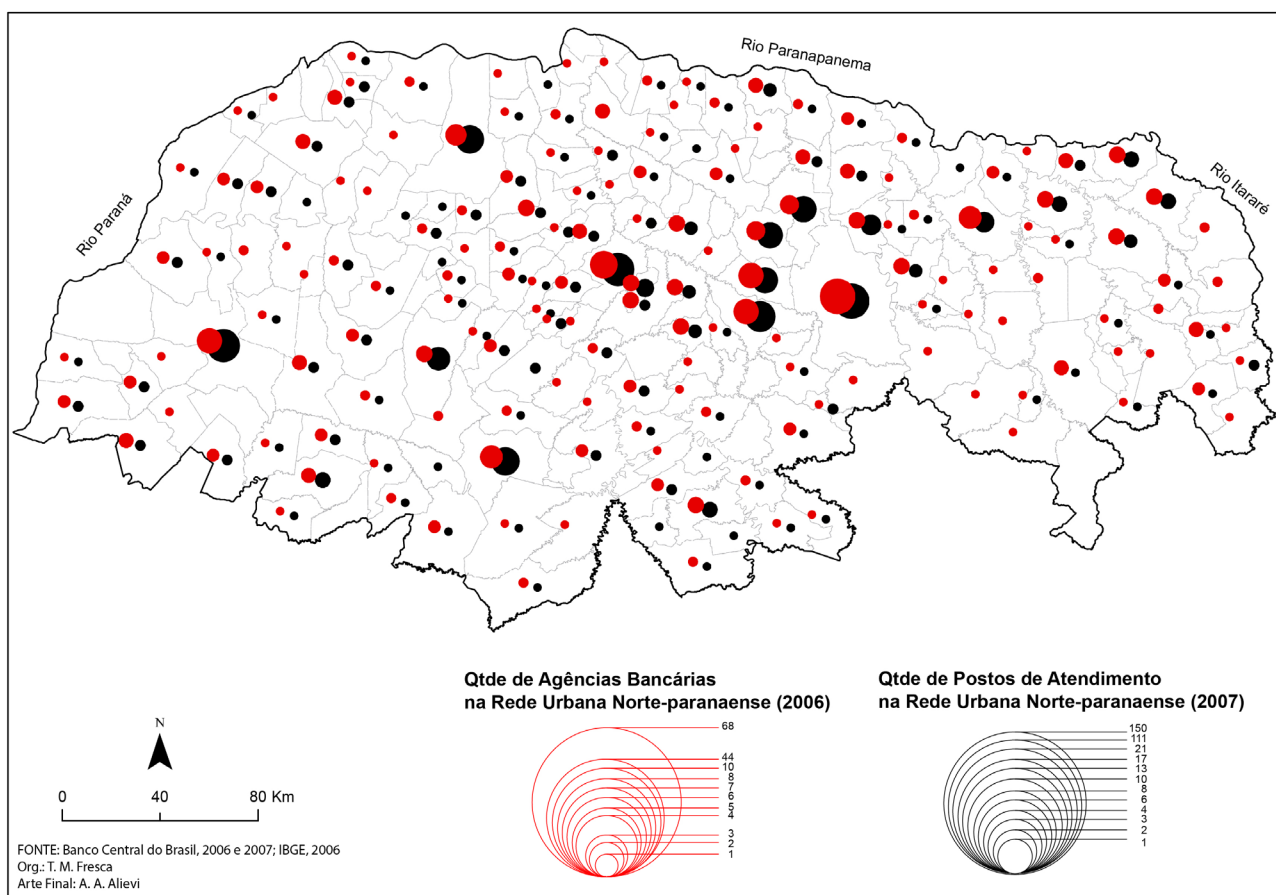 Rio Paranapanema
Rio Itararé
Rio Paraná
Qtde de Agências Bancárias
na Rede Urbana Norte-paranaense (2006)
68
44
10
8
7
6
5
4
3
2
1
Qtde de Postos de Atendimento
na Rede Urbana Norte-paranaense (2007)
150
111
21
17
13
10
8
6
4
3
2
1
N
0 40 80 Km
FONTE: Banco Central do Brasil, 2006 e 2007; IBGE, 2006
Org.: T. M. Fresca
Arte Final: A. A. Alievi